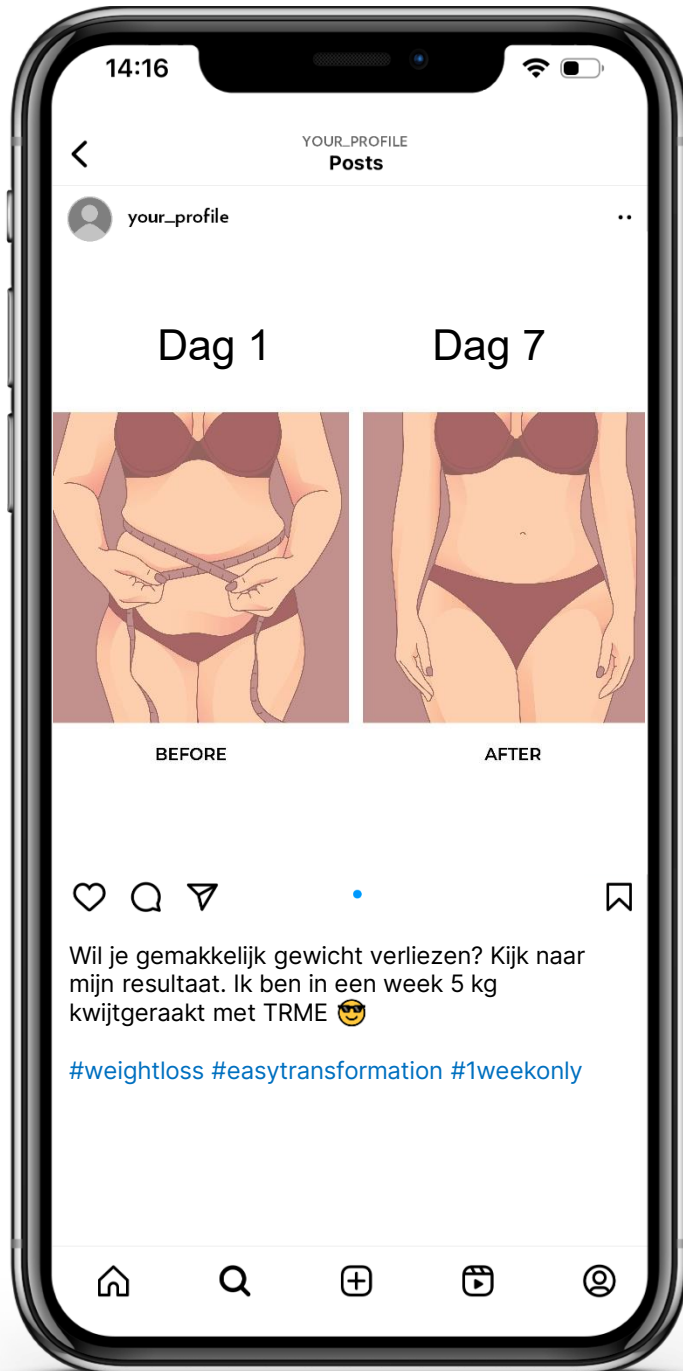 14:16
YOUR_PROFILE
Posts
your_profile
Dag 1
Dag 7
BEFORE
AFTER
Wil je gemakkelijk gewicht verliezen? Kijk naar
mijn resultaat. Ik ben in een week 5 kg
kwijtgeraakt met TRME 😎
#weightloss #easytransformation #1weekonly